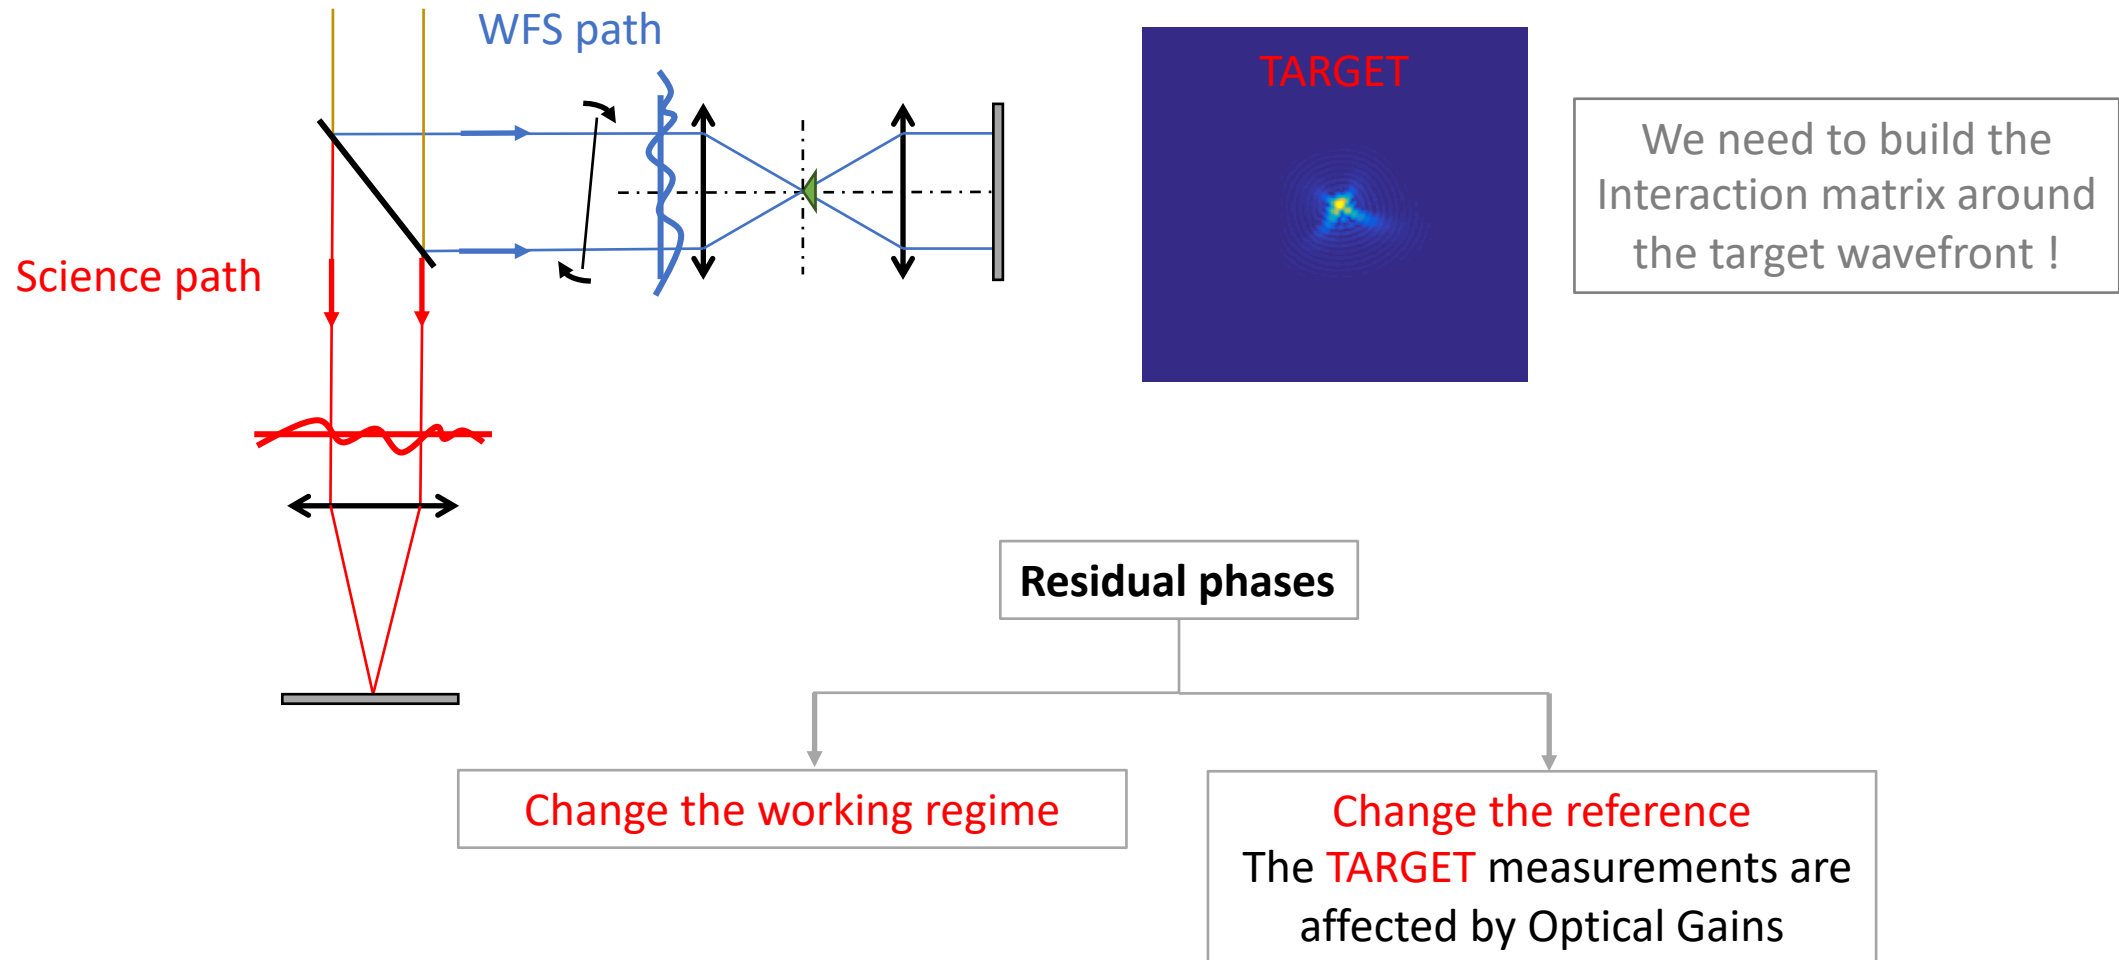 WFS path
TARGET
We need to build the
Interaction matrix around
the target wavefront !
Science path
Residual phases
Change the working regime
Change the reference
The TARGET measurements are
affected by Optical Gains